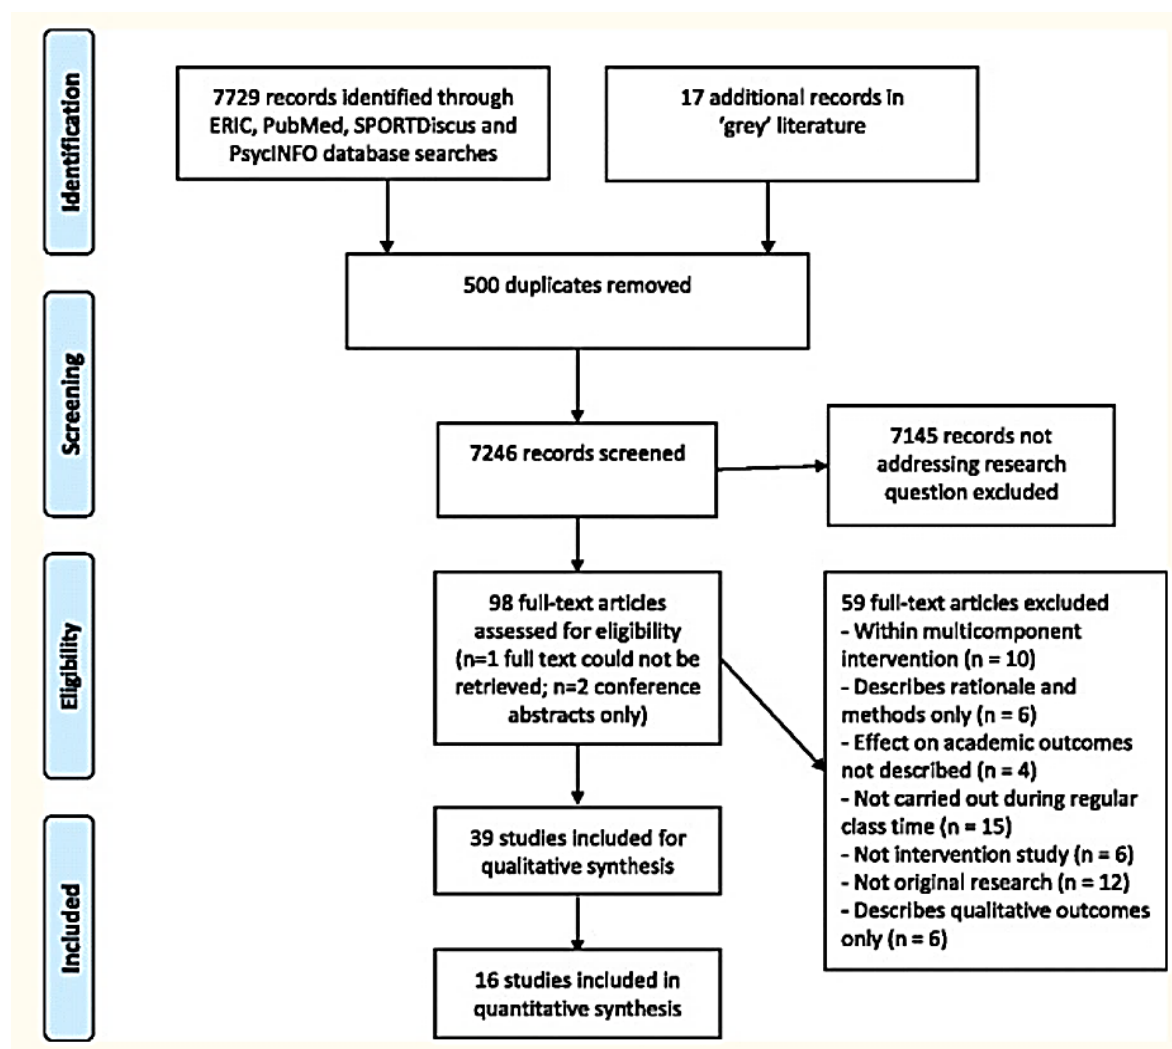 Identification
7729 records identified through
ERIC, PubMed, SPORTDiscus and
PsycINFO database searches
17 additional records in
‘grey’ literature
500 duplicates removed
Screening
7246 records screened
7145 records not
addressing research
question excluded
Eligibility
98 full-text articles
assessed for eligibility
(n=1 full text could not be
retrieved; n=2 conference
abstracts only)
59 full-text articles excluded
- Within multicomponent
intervention (n = 10)
- Describes rationale and
methods only (n = 6)
- Effect on academic outcomes
not described (n = 4)
- Not carried out during regular
class time (n = 15)
- Not intervention study (n = 6)
- Not original research (n = 12)
- Describes qualitative outcomes
only (n = 6)
Included
39 studies included for
qualitative synthesis
16 studies included in
quantitative synthesis